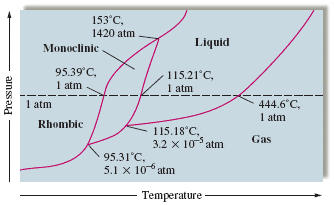 153°C,
1420 atm
Monoclinic
Liquid
95.39°C,
1 atm
115.21°C,
1 atm
1 atm
444.6°C,
1 atm
Rhombic
115.18°C,
3.2 × 10⁻⁵ atm
Gas
95.31°C,
5.1 × 10⁻⁶ atm
Pressure
Temperature